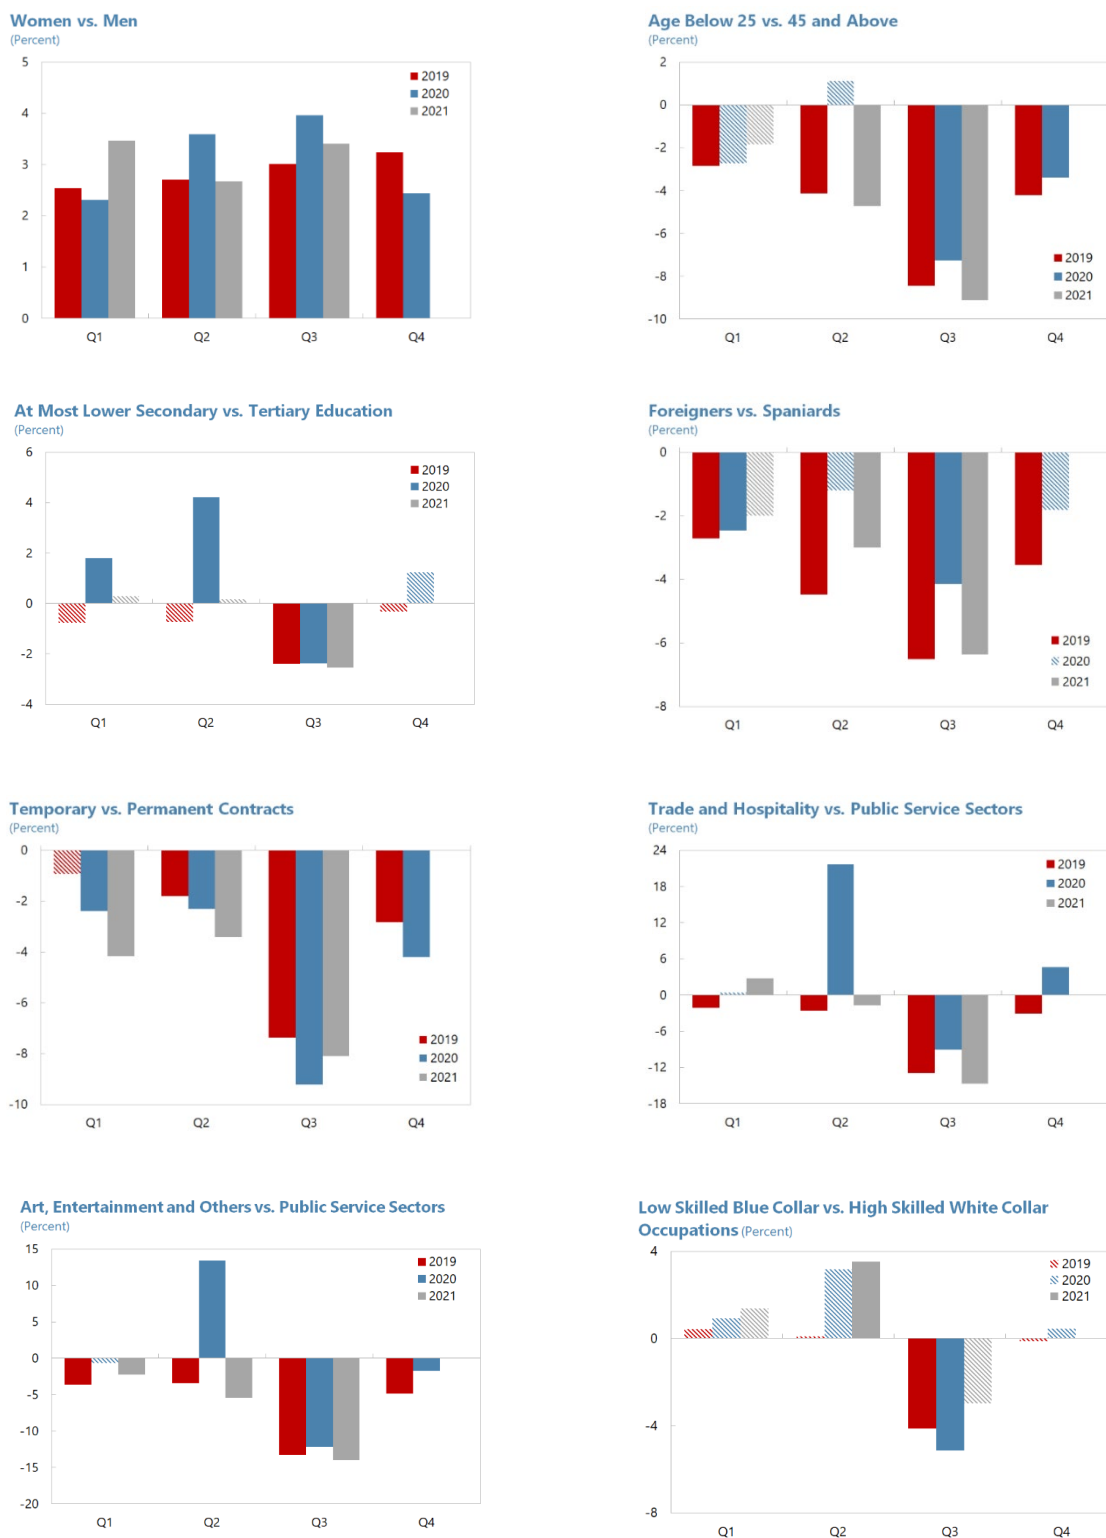 Women vs. Men
(Percent)
5
4
3
2
1
0
2019
2020
2021
Q1
Q2
Q3
Q4
Age Below 25 vs. 45 and Above
(Percent)
2
0
-2
-4
-6
-8
-10
2019
2020
2021
Q1
Q2
Q3
Q4
At Most Lower Secondary vs. Tertiary Education
(Percent)
6
4
2
0
-2
-4
2019
2020
2021
Q1
Q2
Q3
Q4
Foreigners vs. Spaniards
(Percent)
0
-2
-4
-6
-8
2019
2020
2021
Q1
Q2
Q3
Q4
Temporary vs. Permanent Contracts
(Percent)
0
-2
-4
-6
-8
-10
2019
2020
2021
Q1
Q2
Q3
Q4
Trade and Hospitality vs. Public Service Sectors
(Percent)
24
18
12
6
0
-6
-12
-18
2019
2020
2021
Q1
Q2
Q3
Q4
Art, Entertainment and Others vs. Public Service Sectors
(Percent)
15
10
5
0
-5
-10
-15
-20
2019
2020
2021
Q1
Q2
Q3
Q4
Low Skilled Blue Collar vs. High Skilled White Collar
Occupations (Percent)
4
0
-4
-8
2019
2020
2021
Q1
Q2
Q3
Q4